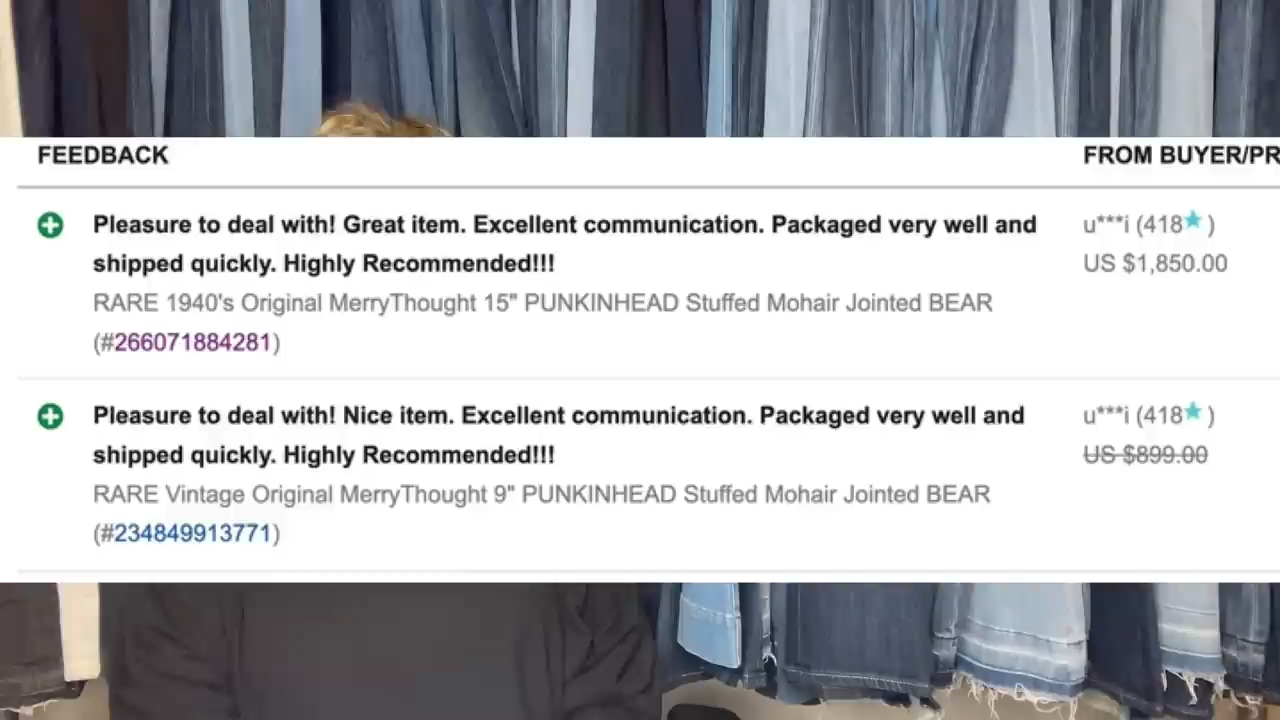 FEEDBACK
FROM BUYER/PR
Pleasure to deal with! Great item. Excellent communication. Packaged very well and
shipped quickly. Highly Recommended!!!
u***i (418★)
US $1,850.00
RARE 1940's Original MerryThought 15" PUNKINHEAD Stuffed Mohair Jointed BEAR
(#266071884281)
Pleasure to deal with! Nice item. Excellent communication. Packaged very well and
shipped quickly. Highly Recommended!!!
u***i (418★)
US $899.00
RARE Vintage Original MerryThought 9" PUNKINHEAD Stuffed Mohair Jointed BEAR
(#234849913771)